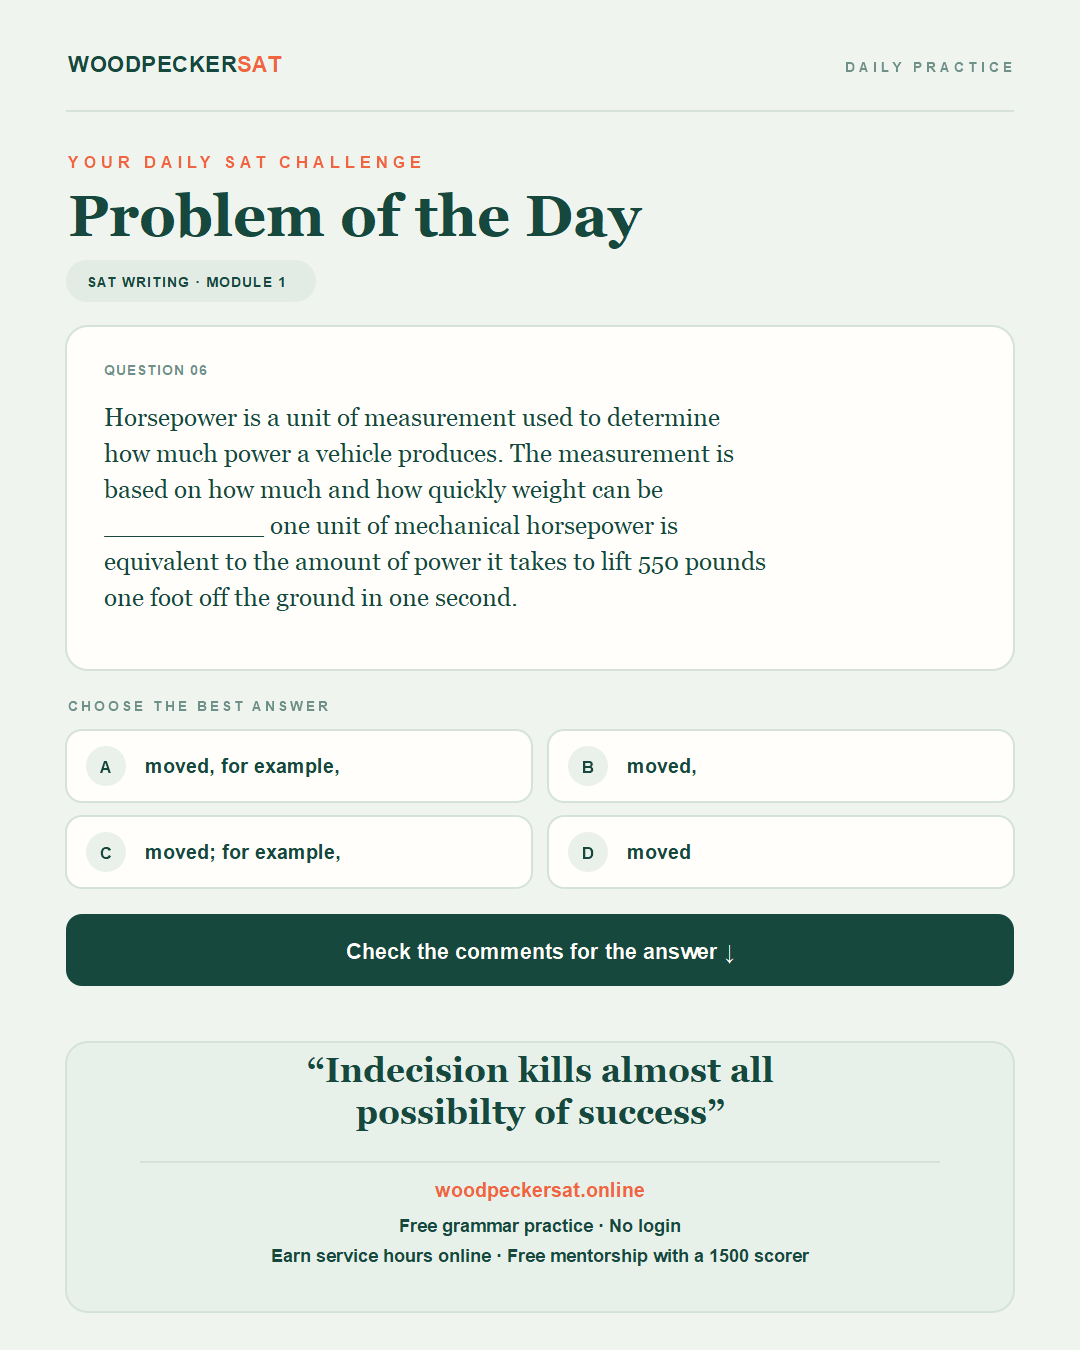 WOODPECKERSAT
DAILY PRACTICE
YOUR DAILY SAT CHALLENGE
Problem of the Day
SAT WRITING · MODULE 1
QUESTION 06
Horsepower is a unit of measurement used to determine
how much power a vehicle produces. The measurement is
based on how much and how quickly weight can be
____________ one unit of mechanical horsepower is
equivalent to the amount of power it takes to lift 550 pounds
one foot off the ground in one second.
CHOOSE THE BEST ANSWER
A moved, for example,
B moved,
C moved; for example,
D moved
Check the comments for the answer ↓
“Indecision kills almost all
possibilty of success”
woodpeckersat.online
Free grammar practice · No login
Earn service hours online · Free mentorship with a 1500 scorer